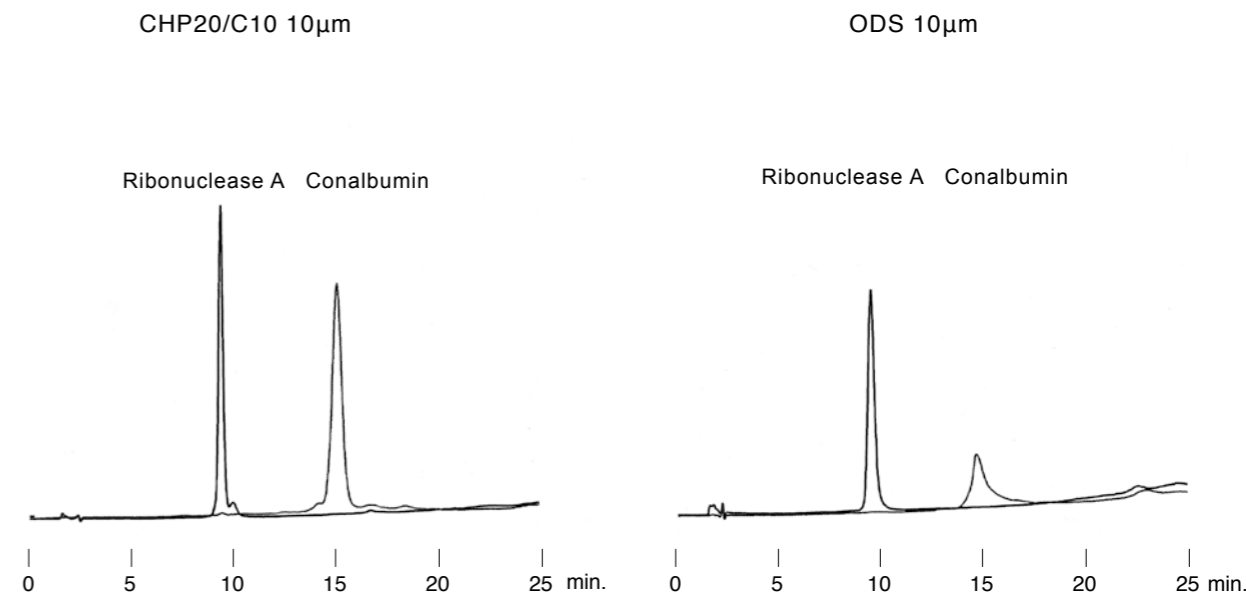 CHP20/C10 10µm
Ribonuclease A Conalbumin
0 5 10 15 20 25 min.
ODS 10µm
Ribonuclease A Conalbumin
0 5 10 15 20 25 min.